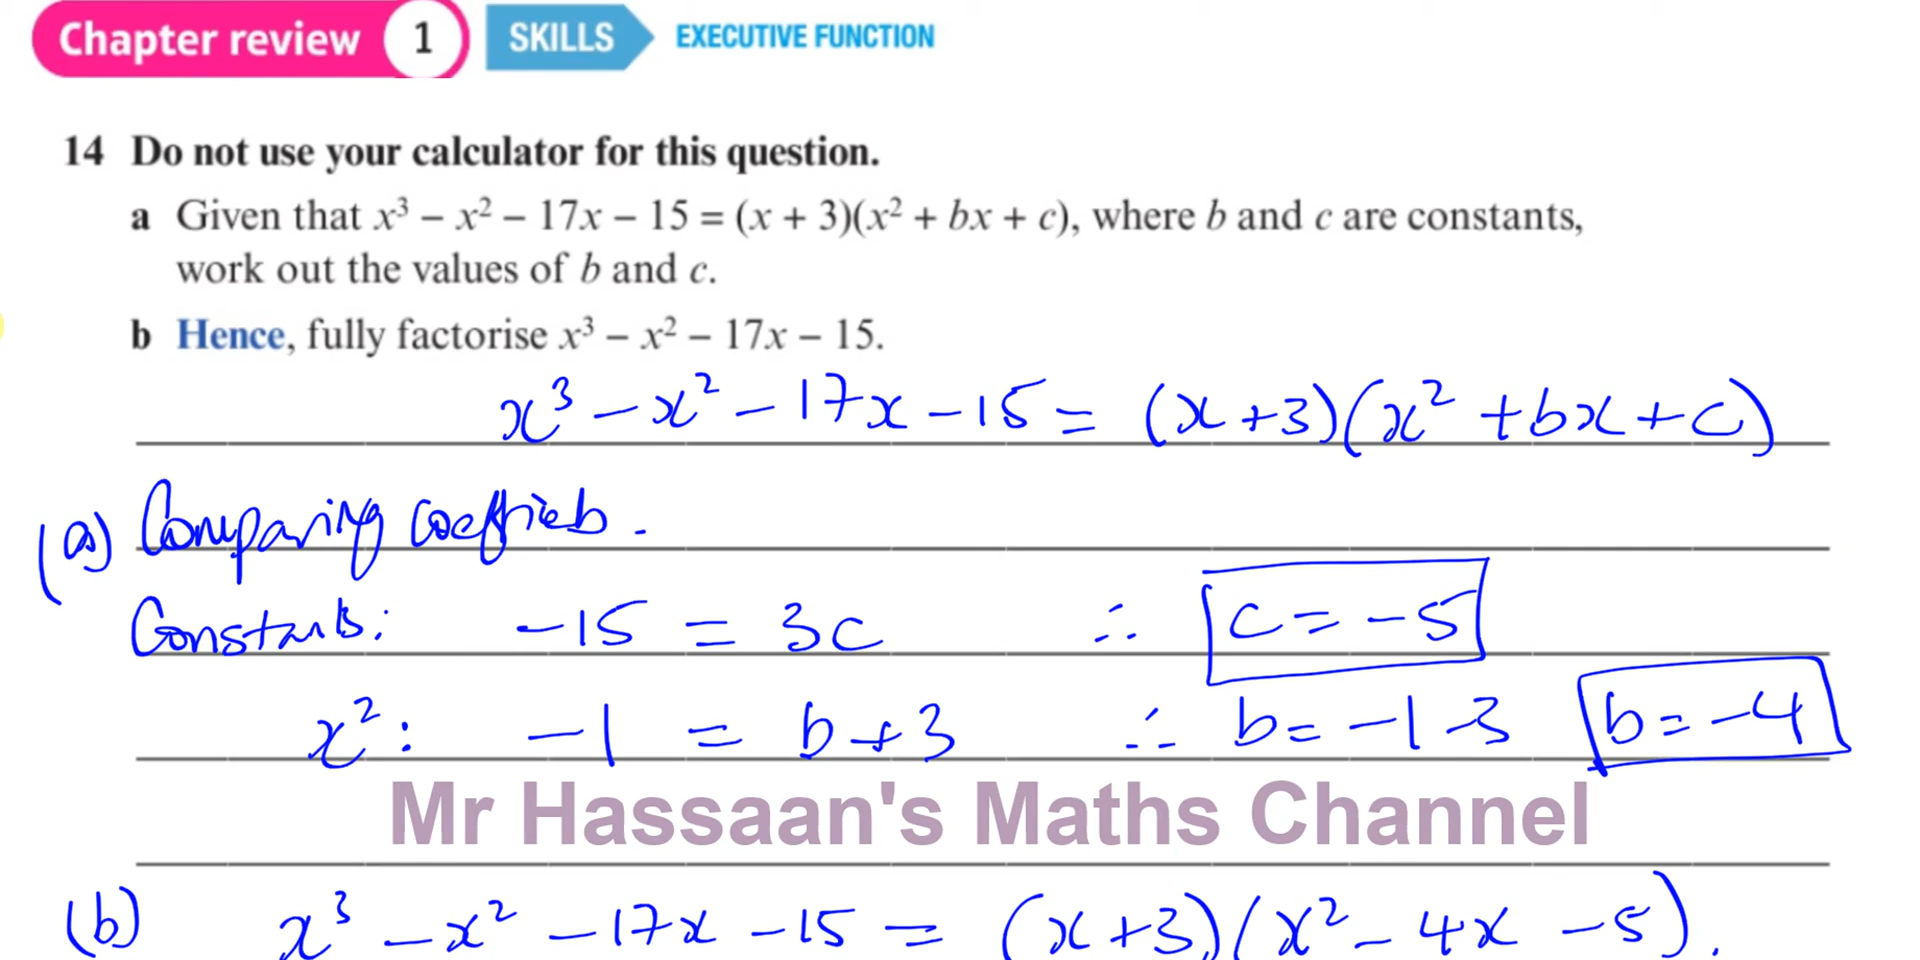 Chapter review 1 SKILLS EXECUTIVE FUNCTION
14 Do not use your calculator for this question.
a Given that x³ − x² − 17x − 15 = (x + 3)(x² + bx + c), where b and c are constants,
work out the values of b and c.
b Hence, fully factorise x³ − x² − 17x − 15.
x³ − x² − 17x − 15 = (x+3)(x² + bx + c)
(a) Comparing
Constants: −15 = 3c ∴ c = −5
x²: −1 = b + 3 ∴ b = −1 −3 b = −4
Mr Hassaan's Maths Channel
(b) x³ − x² − 17x − 15 = (x+3)(x² − 4x − 5).